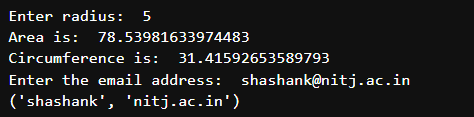 Enter radius:  5
Area is:  78.53981633974483
Circumference is:  31.41592653589793
Enter the email address:  shashank@nitj.ac.in
('shashank', 'nitj.ac.in')